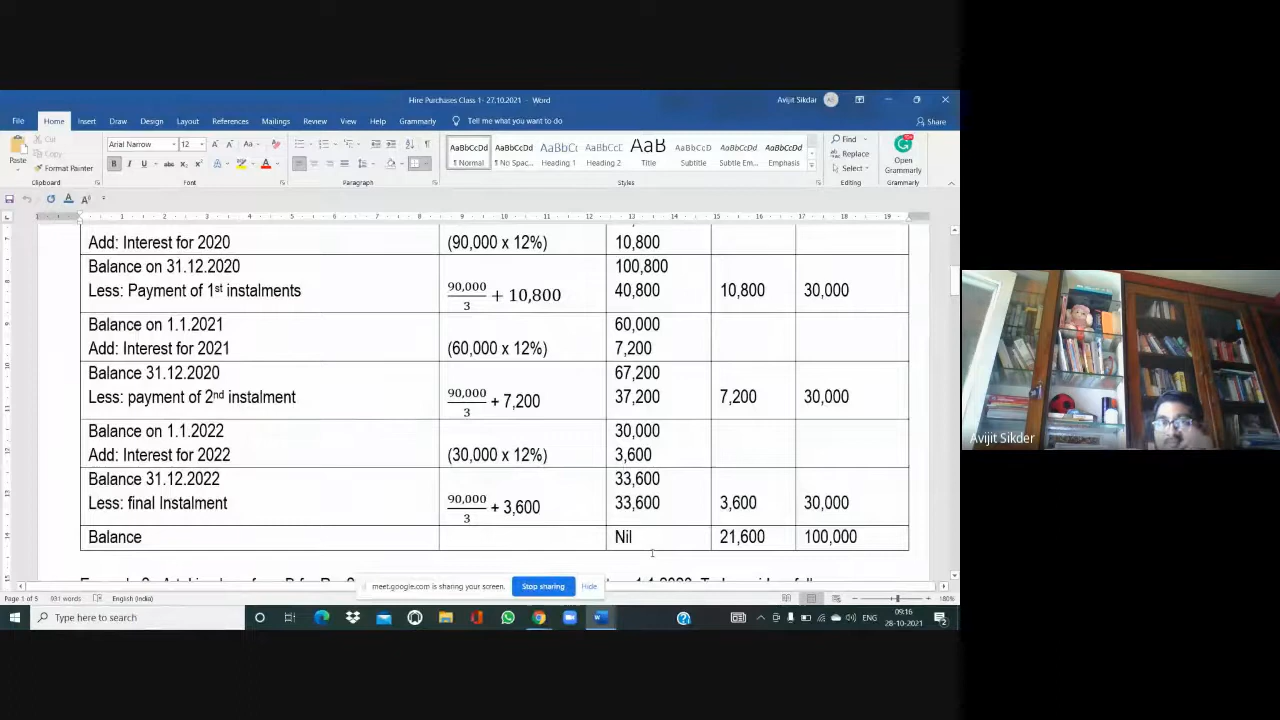 Hire Purchases Class 1- 27.10.2021 - Word
Avijit Sikdar
File Home Insert Draw Design Layout References Mailings Review View Help Grammarly Tell me what you want to do Share
Paste
Cut
Copy
Format Painter
Clipboard
Arial Narrow 12
Font
Paragraph
AaBbCcDd AaBbCcDd AaBbC AaBbCcC AaB AaBbCcD AaBbCcDd AaBbCcDd
¶ Normal ¶ No Spac... Heading 1 Heading 2 Title Subtitle Subtle Em... Emphasis
Styles
Find
Replace
Select
Editing
Open
Grammarly
Grammarly
Add: Interest for 2020 (90,000 x 12%) 10,800
Balance on 31.12.2020 100,800
Less: Payment of 1st instalments 90,000/3 + 10,800 40,800 10,800 30,000
Balance on 1.1.2021 60,000
Add: Interest for 2021 (60,000 x 12%) 7,200
Balance 31.12.2020 67,200
Less: payment of 2nd instalment 90,000/3 + 7,200 37,200 7,200 30,000
Balance on 1.1.2022 30,000
Add: Interest for 2022 (30,000 x 12%) 3,600
Balance 31.12.2022 33,600
Less: final Instalment 90,000/3 + 3,600 33,600 3,600 30,000
Balance Nil 21,600 100,000
meet.google.com is sharing your screen. Stop sharing Hide
Page 1 of 5 931 words English (India) 180%
Type here to search
ENG
09:16
28-10-2021
Avijit Sikder